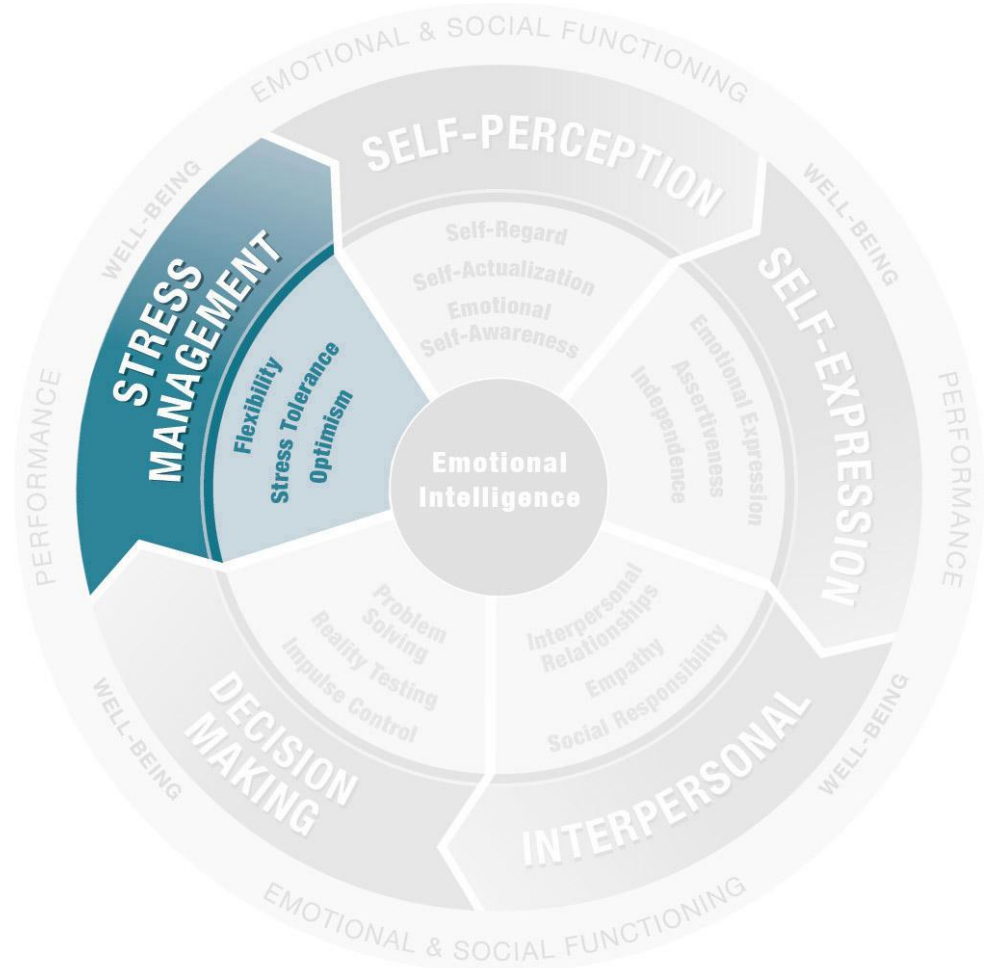 EMOTIONAL & SOCIAL FUNCTIONING
WELL-BEING
WELL-BEING
PERFORMANCE
PERFORMANCE
SELF-PERCEPTION
Self-Regard
Self-Actualization
Emotional
Self-Awareness
SELF-EXPRESSION
Emotional Expression
Assertiveness
Independence
STRESS
MANAGEMENT
Flexibility
Stress Tolerance
Optimism
Emotional
Intelligence
Interpersonal
Relationships
Empathy
Social Responsibility
INTERPERSONAL
Problem
Solving
Reality Testing
Impulse Control
DECISION
MAKING
WELL-BEING
WELL-BEING
EMOTIONAL & SOCIAL FUNCTIONING